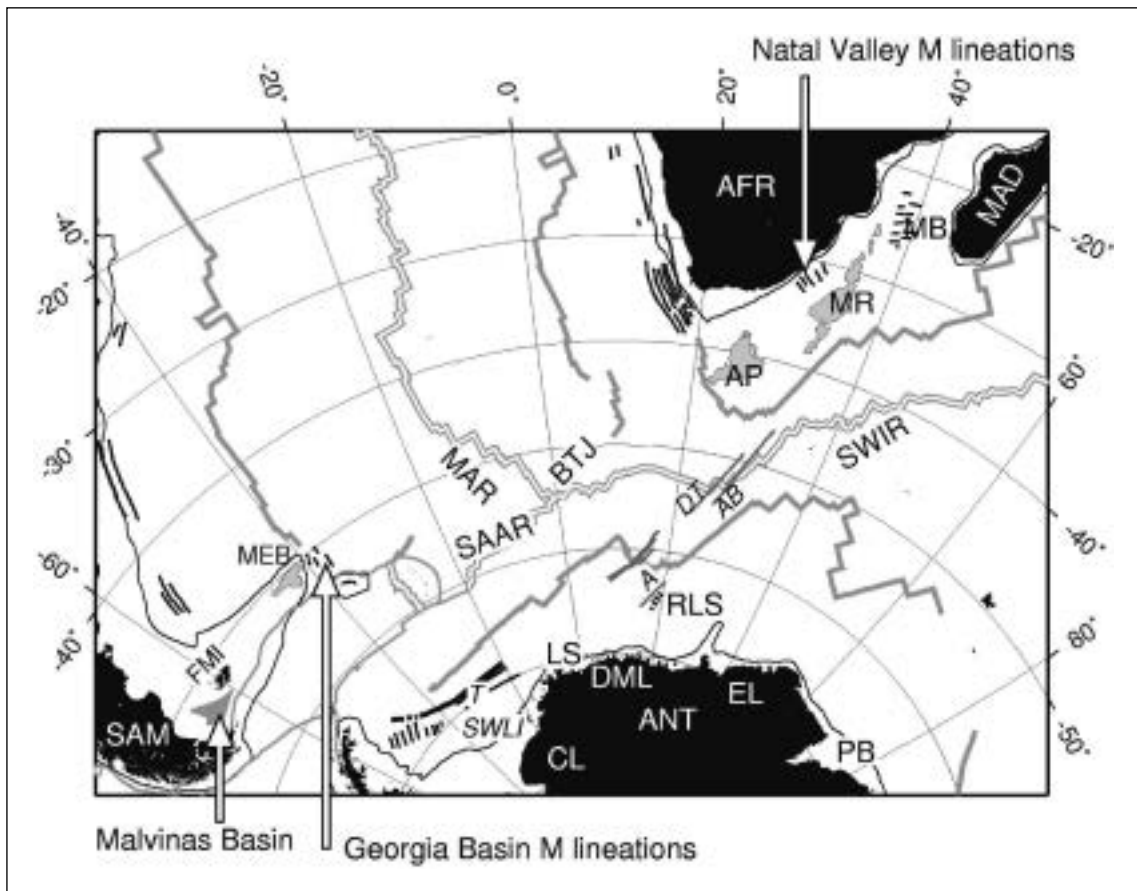 Natal Valley M lineations
-20°
0°
20°
40°
AFR
MAD
MB
-40°
-20°
-20°
MR
AP
60°
-30°
SWIR
BTJ
MAR
DT
AB
SAAR
-40°
MEB
-60°
A
RLS
80°
-40°
FMI
LS
DML
EL
T
SWLI
ANT
-50°
SAM
CL
PB
Malvinas Basin
Georgia Basin M lineations